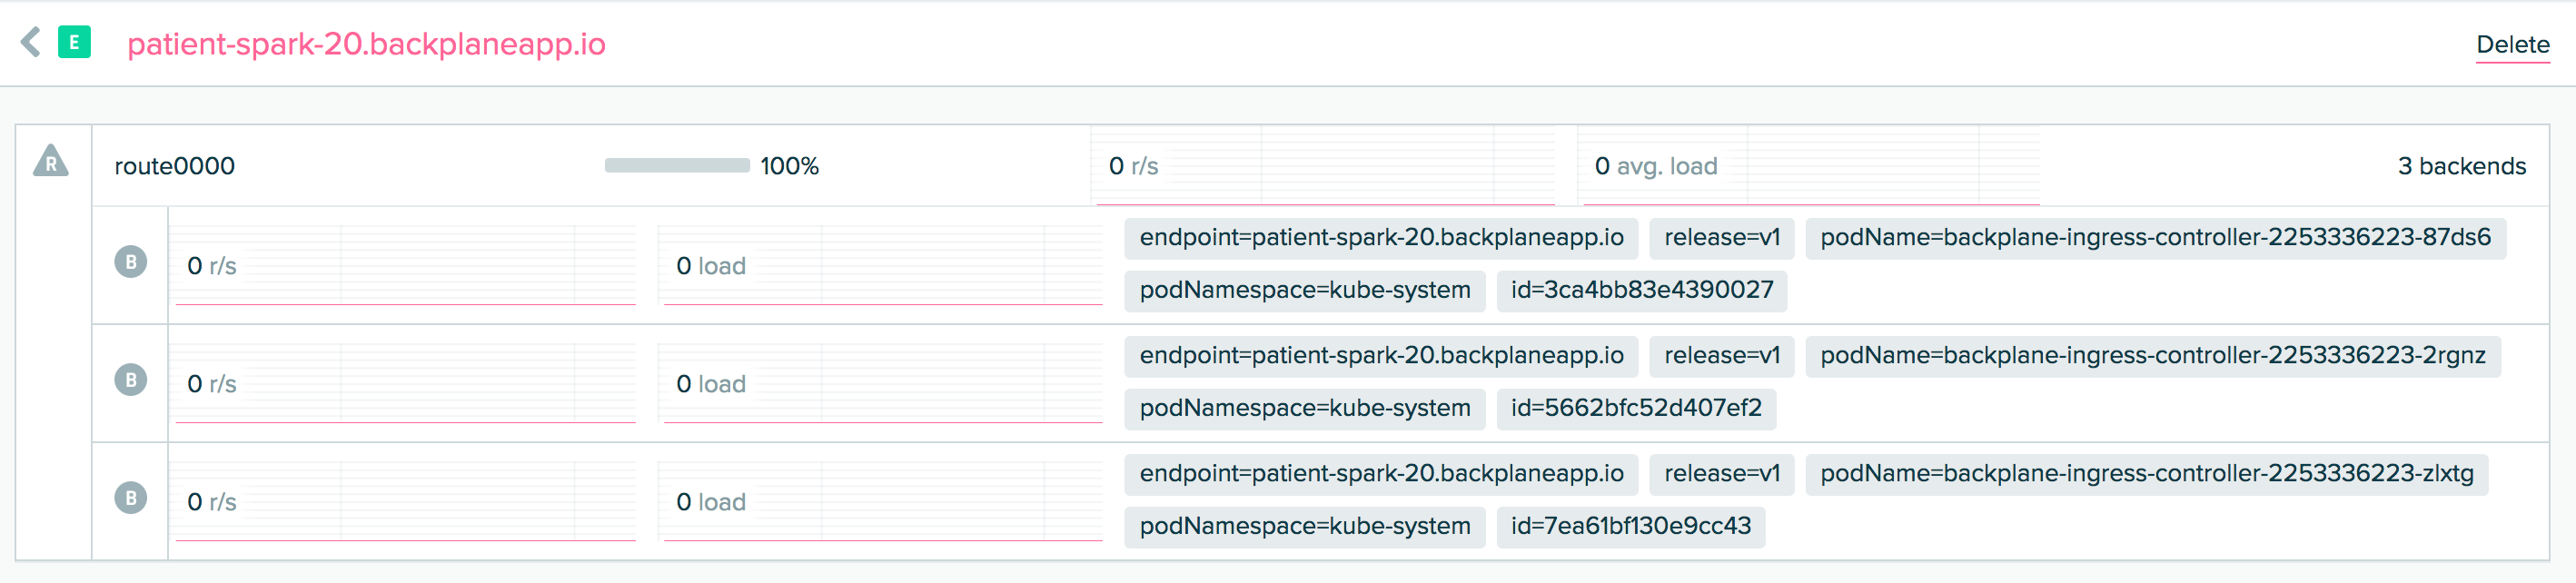 E patient-spark-20.backplaneapp.io Delete
R route0000 100% 0 r/s 0 avg. load 3 backends
B 0 r/s 0 load endpoint=patient-spark-20.backplaneapp.io release=v1 podName=backplane-ingress-controller-2253336223-87ds6
podNamespace=kube-system id=3ca4bb83e4390027
B 0 r/s 0 load endpoint=patient-spark-20.backplaneapp.io release=v1 podName=backplane-ingress-controller-2253336223-2rgnz
podNamespace=kube-system id=5662bfc52d407ef2
B 0 r/s 0 load endpoint=patient-spark-20.backplaneapp.io release=v1 podName=backplane-ingress-controller-2253336223-zlxtg
podNamespace=kube-system id=7ea61bf130e9cc43